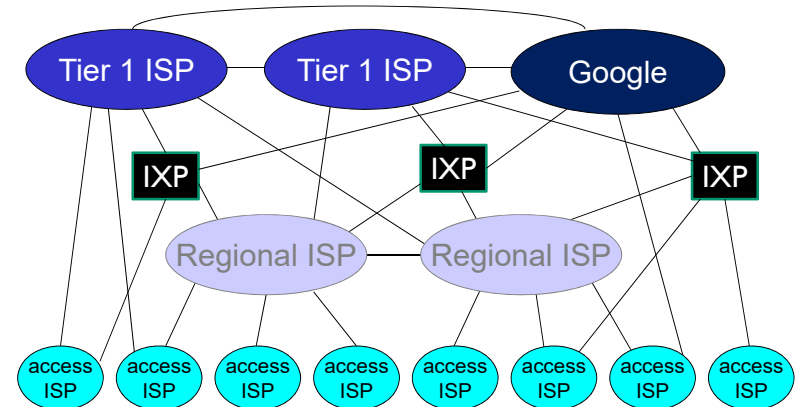 Tier 1 ISP
Tier 1 ISP
Google
IXP
IXP
IXP
Regional ISP
Regional ISP
access
ISP
access
ISP
access
ISP
access
ISP
access
ISP
access
ISP
access
ISP
access
ISP